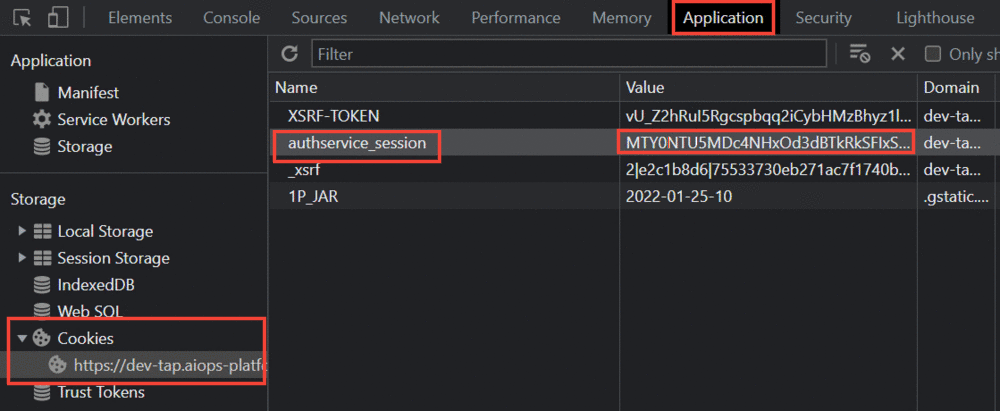 Elements Console Sources Network Performance Memory Application Security Lighthouse
Application
Manifest
Service Workers
Storage
Storage
Local Storage
Session Storage
IndexedDB
Web SQL
Cookies
https://dev-tap.aiops-platfo
Trust Tokens
Filter
Only sh
Name Value Domain
XSRF-TOKEN vU_Z2hRuI5Rgcspbqq2iCybHMzBhyz1l... dev-ta...
authservice_session MTY0NTU5MDc4NHxOd3dBTkRkSFIxS... dev-ta...
_xsrf 2|e2c1b8d6|75533730eb271ac7f1740b... dev-ta...
1P_JAR 2022-01-25-10 .gstatic....